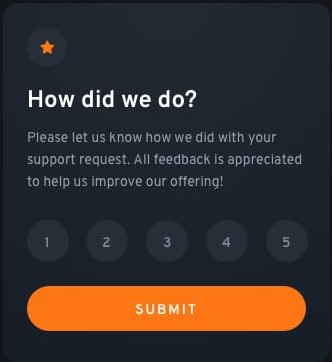 How did we do?
Please let us know how we did with your
support request. All feedback is appreciated
to help us improve our offering!
1 2 3 4 5
SUBMIT